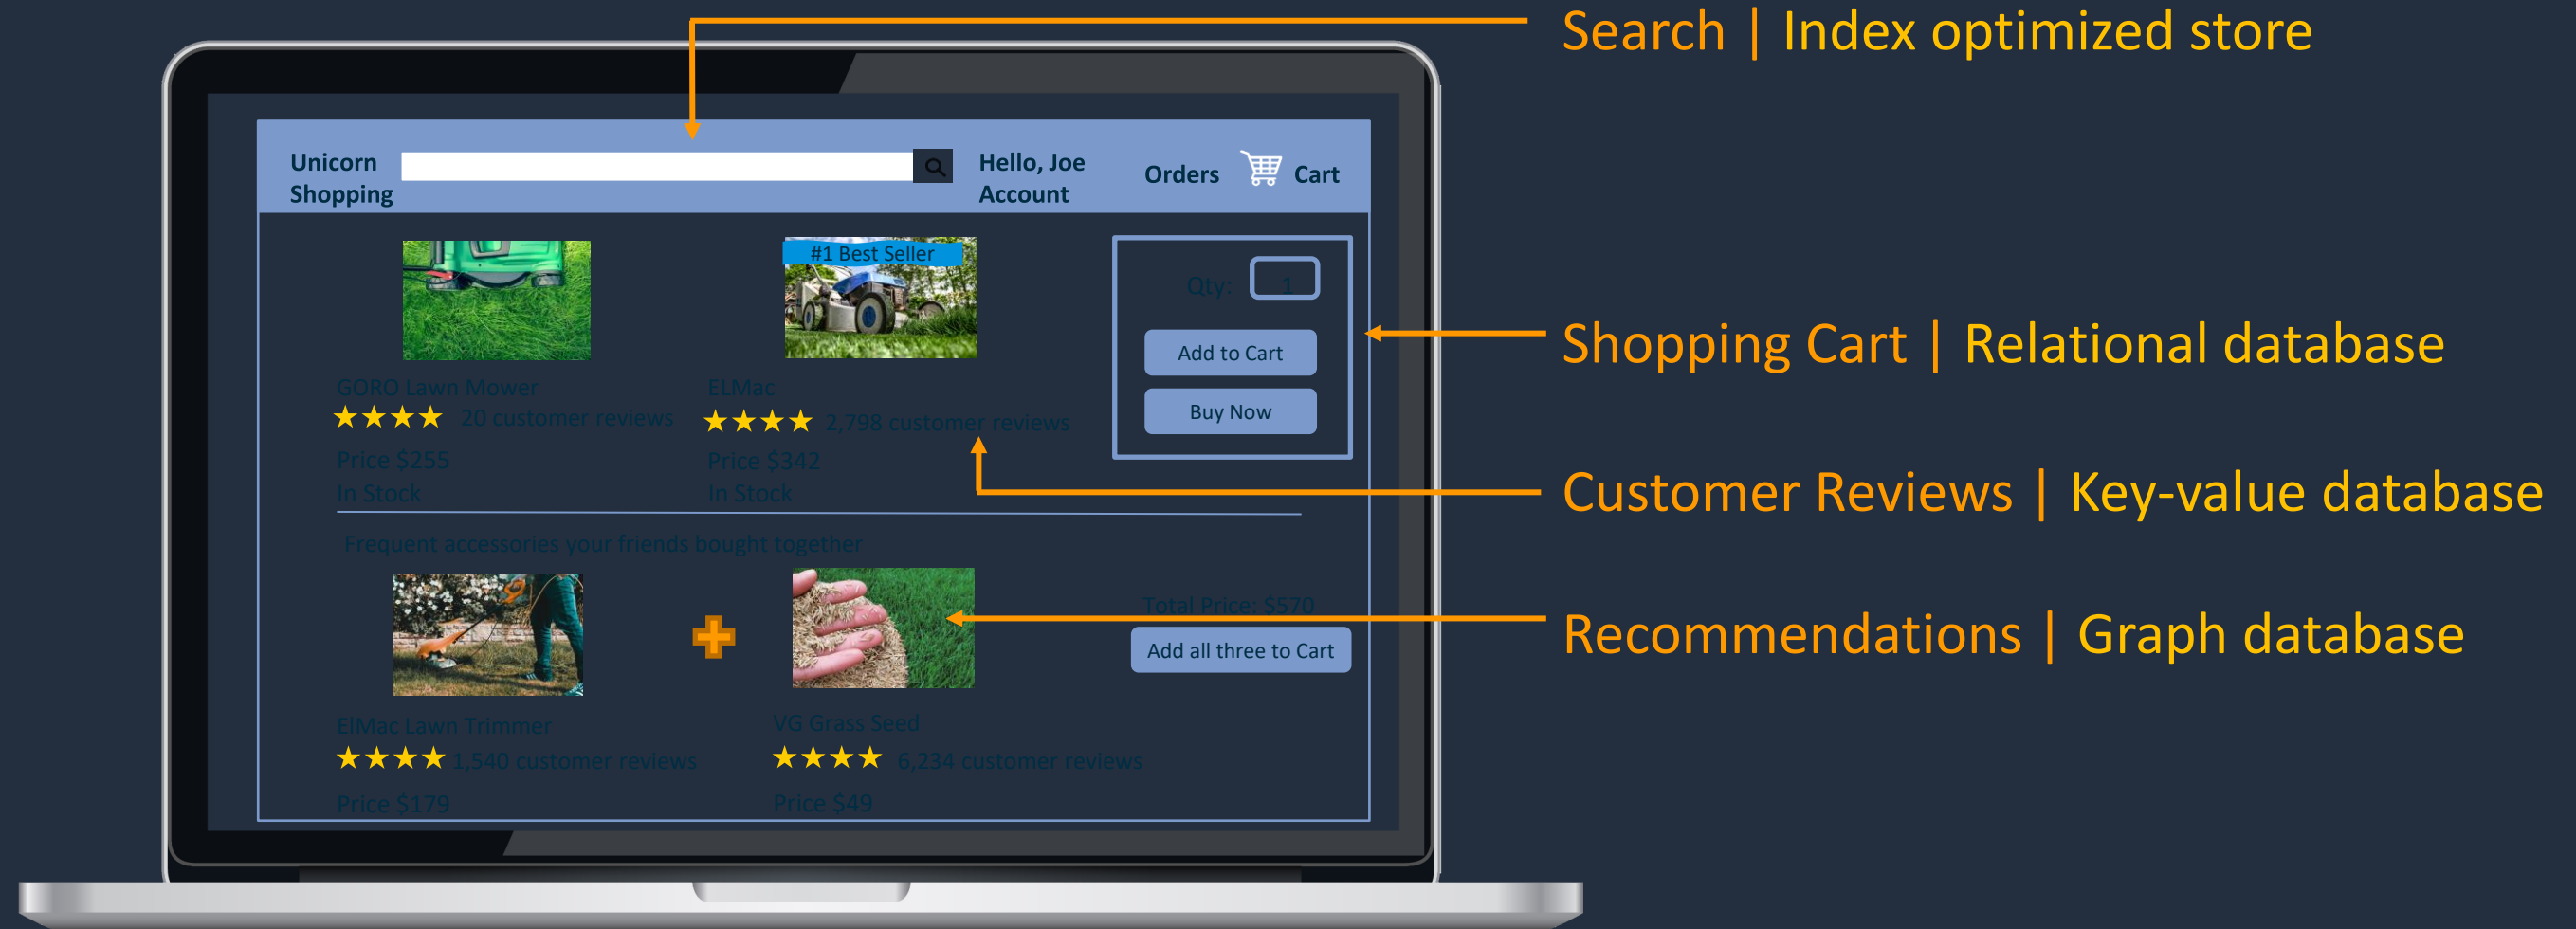 Search | Index optimized store
Unicorn
Shopping
Hello, Joe
Account
Orders
Cart
#1 Best Seller
Qty: 1
Add to Cart
Buy Now
Shopping Cart | Relational database
GORO Lawn Mower
20 customer reviews
Price $255
In Stock
ELMac
2,798 customer reviews
Price $342
In Stock
Customer Reviews | Key-value database
Frequent accessories your friends bought together
Total Price: $570
Add all three to Cart
Recommendations | Graph database
ElMac Lawn Trimmer
1,540 customer reviews
Price $179
VG Grass Seed
6,234 customer reviews
Price $49